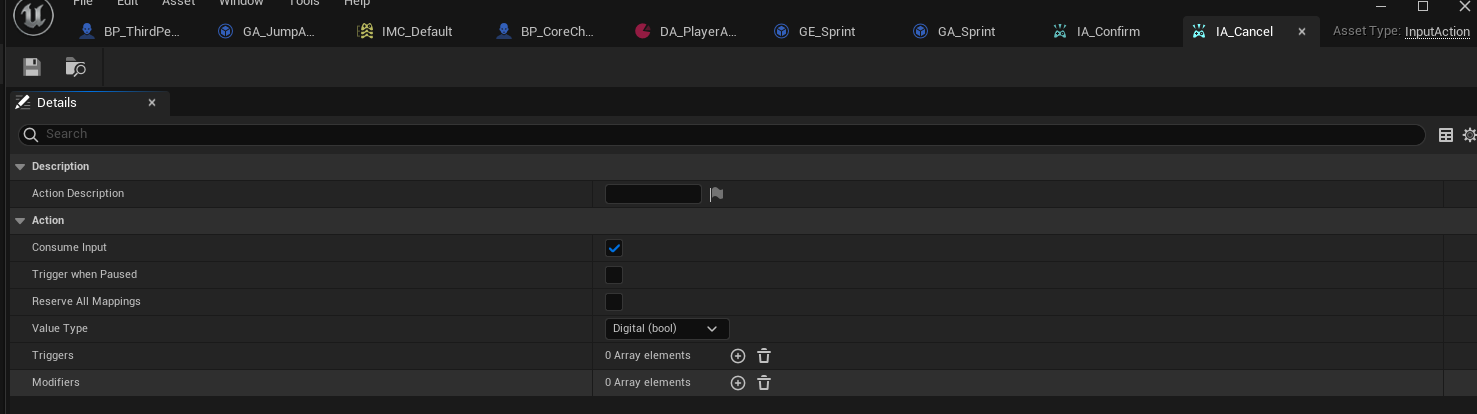 File Edit Asset Window Tools Help
BP_ThirdPe... GA_JumpA... IMC_Default BP_CoreCh... DA_PlayerA... GE_Sprint GA_Sprint IA_Confirm IA_Cancel Asset Type: InputAction
Details
Search
Description
Action Description
Action
Consume Input
Trigger when Paused
Reserve All Mappings
Value Type Digital (bool)
Triggers 0 Array elements
Modifiers 0 Array elements